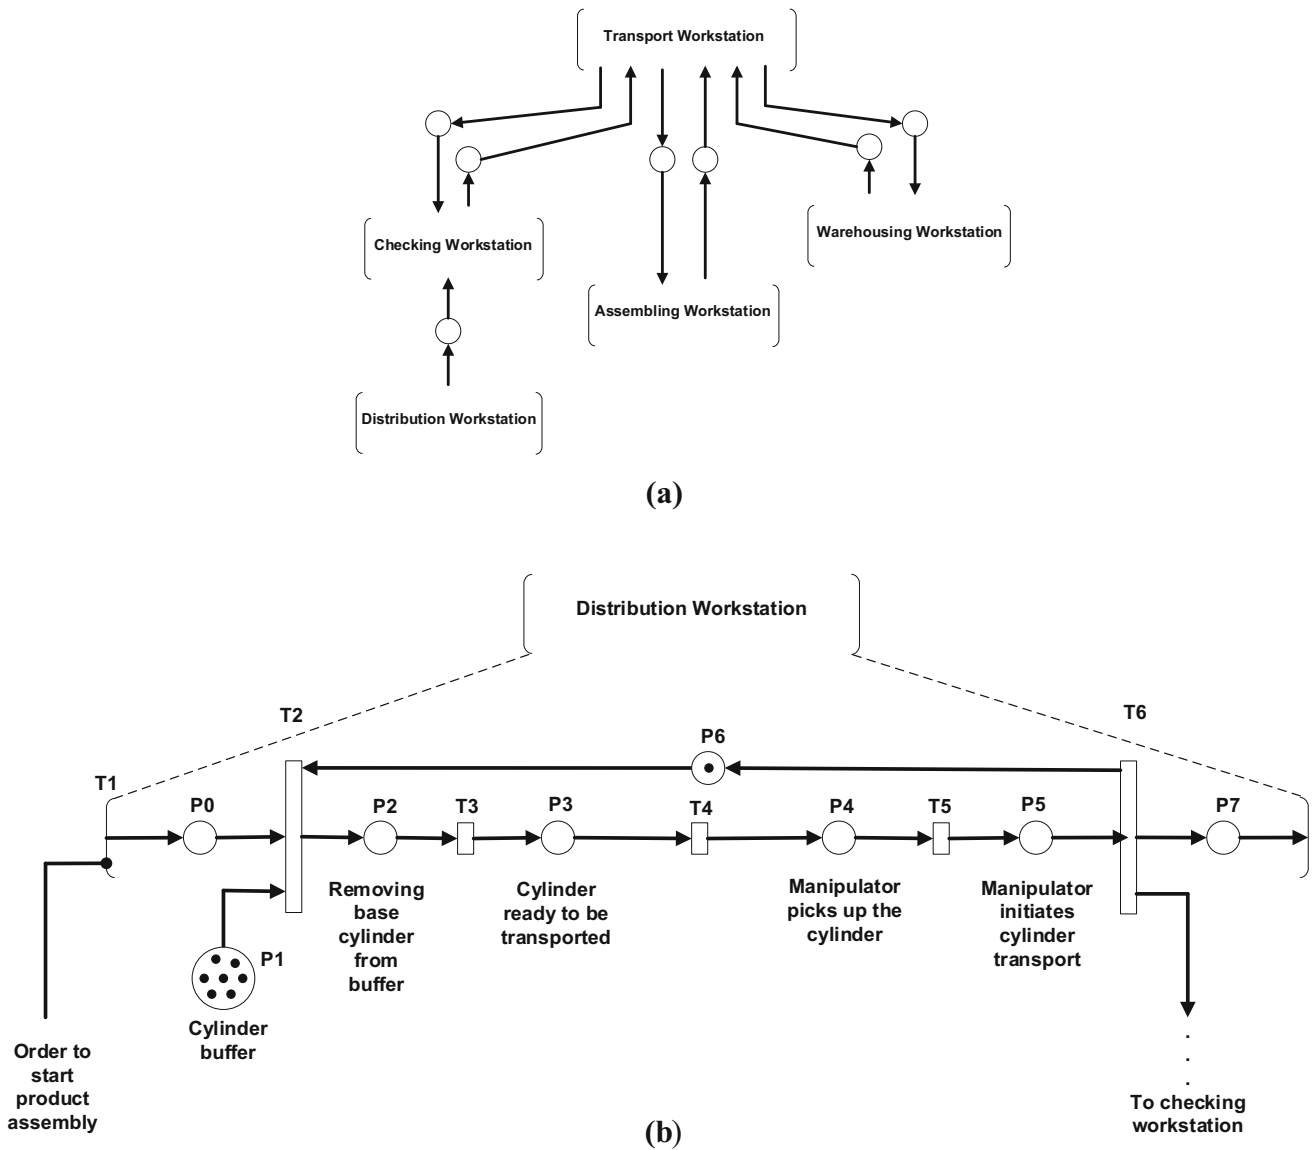 Transport Workstation
Checking Workstation
Warehousing Workstation
Assembling Workstation
Distribution Workstation
(a)
Distribution Workstation
T2
T6
P6
T1
P0
P2
T3
P3
T4
P4
T5
P5
P7
Removing
base
cylinder
from
buffer
Cylinder
ready to be
transported
Manipulator
picks up the
cylinder
Manipulator
initiates
cylinder
transport
P1
Cylinder
buffer
Order to
start
product
assembly
To checking
workstation
(b)